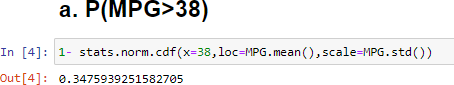 a. P(MPG>38)
In [4]: 1- stats.norm.cdf(x=38,loc=MPG.mean(),scale=MPG.std())
Out[4]: 0.3475939251582705